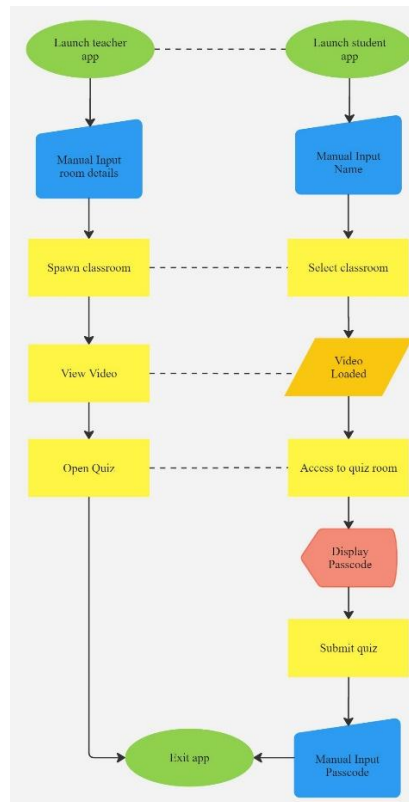 Launch teacher
app
Launch student
app
Manual Input
room details
Manual Input
Name
Spawn classroom
Select classroom
View Video
Video
Loaded
Open Quiz
Access to quiz room
Display
Passcode
Submit quiz
Exit app
Manual Input
Passcode